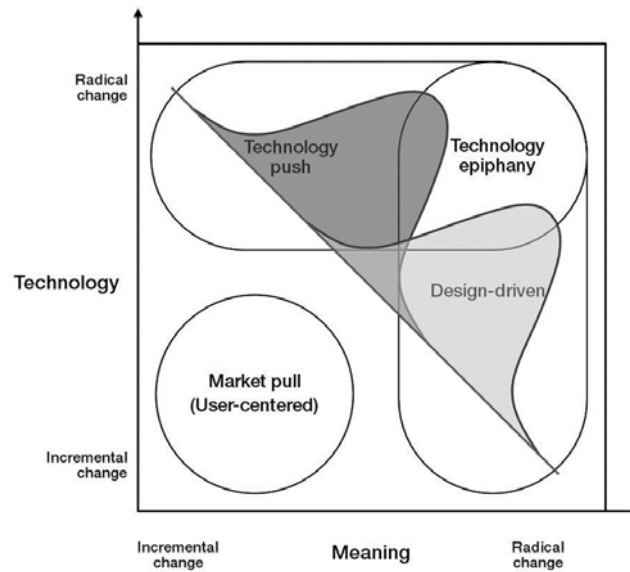 Radical
change
Technology
push
Technology
epiphany
Technology
Design-driven
Market pull
(User-centered)
Incremental
change
Incremental
change
Meaning
Radical
change